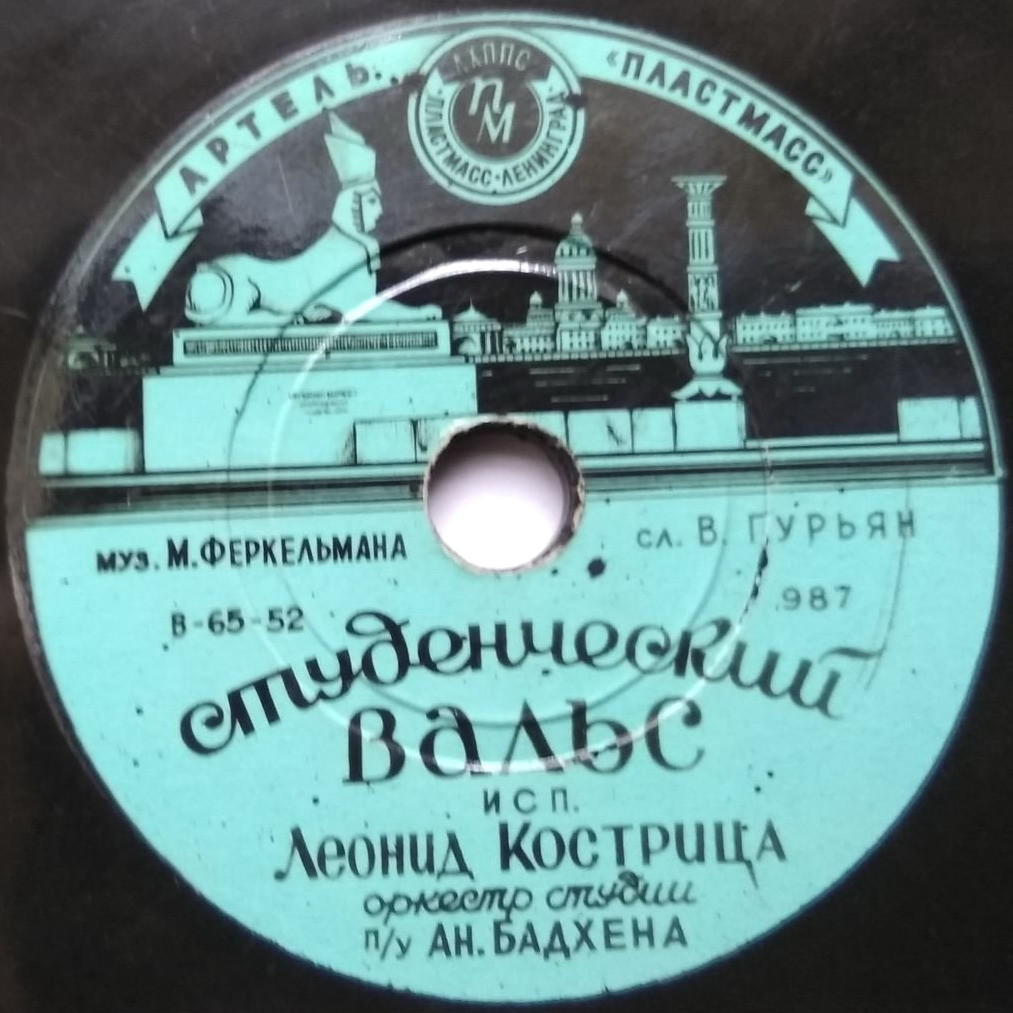 АРТЕЛЬ... «ПЛАСТМАСС»
ЛХППС
ПМ
·ПЛАСТМАСС·ЛЕНИНГРАД·
муз. М.ФЕРКЕЛЬМАНА
сл. В. ГУРЬЯН
В-65-52
987
студенческий
вальс
исп.
Леонид Кострица
оркестр студии
п/у АН. БАДХЕНА